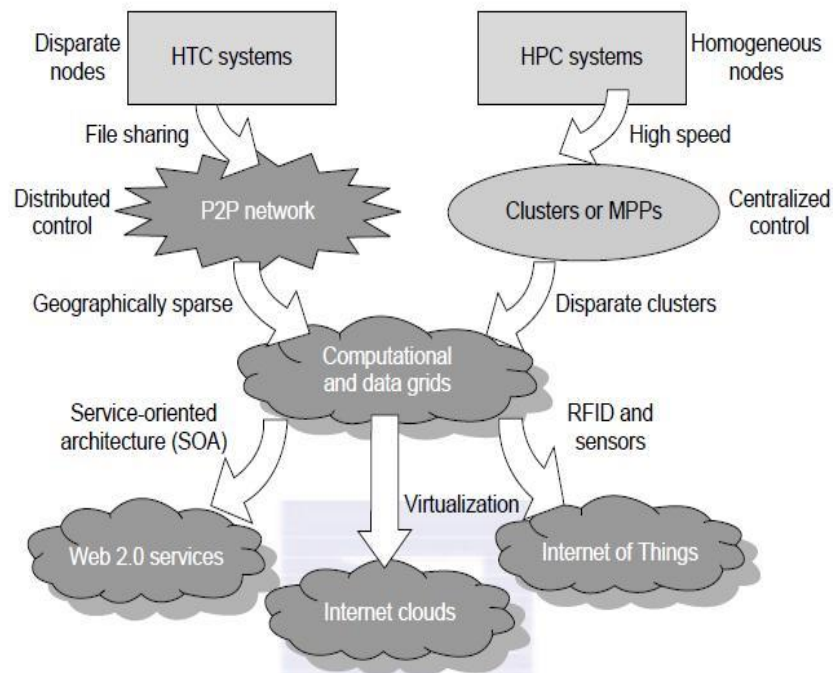 Disparate
nodes
HTC systems
HPC systems
Homogeneous
nodes
File sharing
High speed
Distributed
control
P2P network
Clusters or MPPs
Centralized
control
Geographically sparse
Disparate clusters
Computational
and data grids
Service-oriented
architecture (SOA)
RFID and
sensors
Virtualization
Web 2.0 services
Internet of Things
Internet clouds